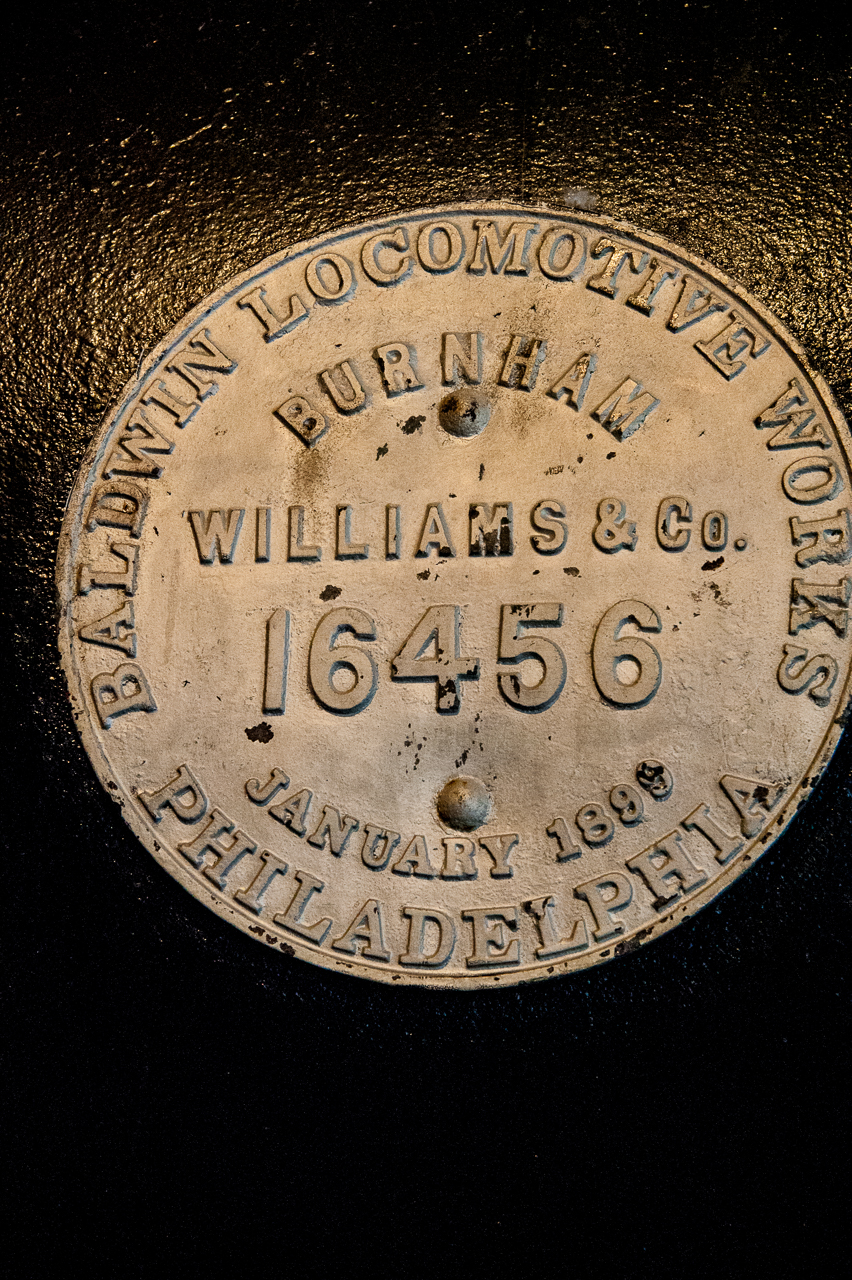 BALDWIN LOCOMOTIVE WORKS
BURNHAM
WILLIAMS & Co.
16456
JANUARY 1899
PHILADELPHIA